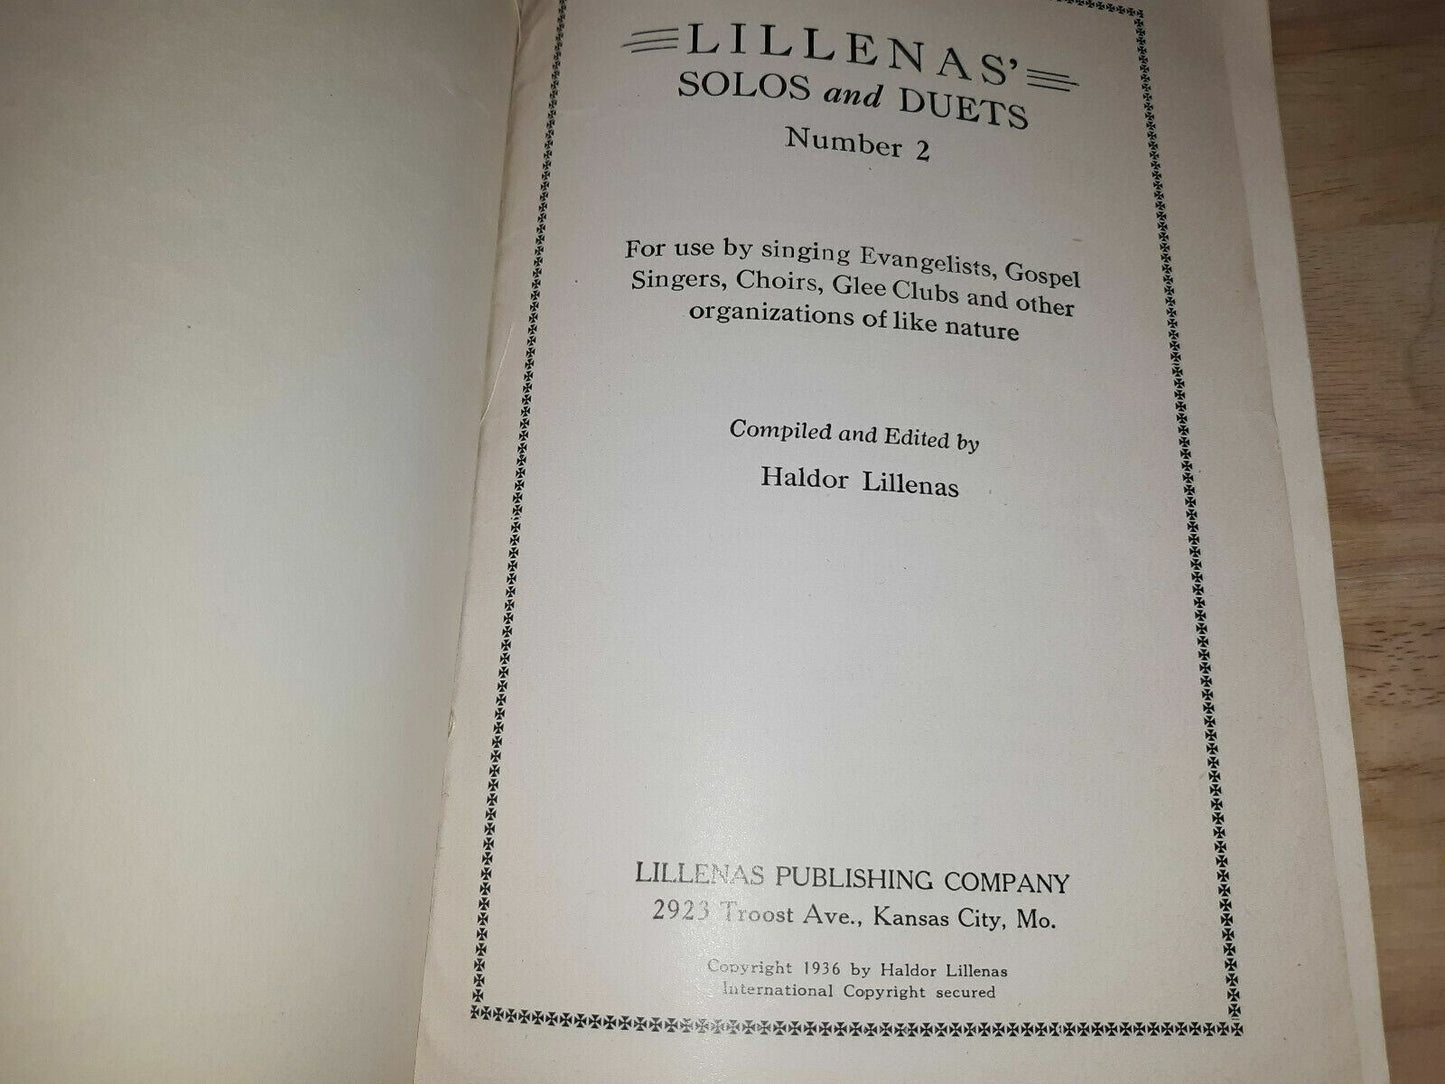 LILLENAS'
SOLOS and DUETS
Number 2
For use by singing Evangelists, Gospel
Singers, Choirs, Glee Clubs and other
organizations of like nature
Compiled and Edited by
Haldor Lillenas
LILLENAS PUBLISHING COMPANY
2923 Troost Ave., Kansas City, Mo.
Copyright 1936 by Haldor Lillenas
International Copyright secured